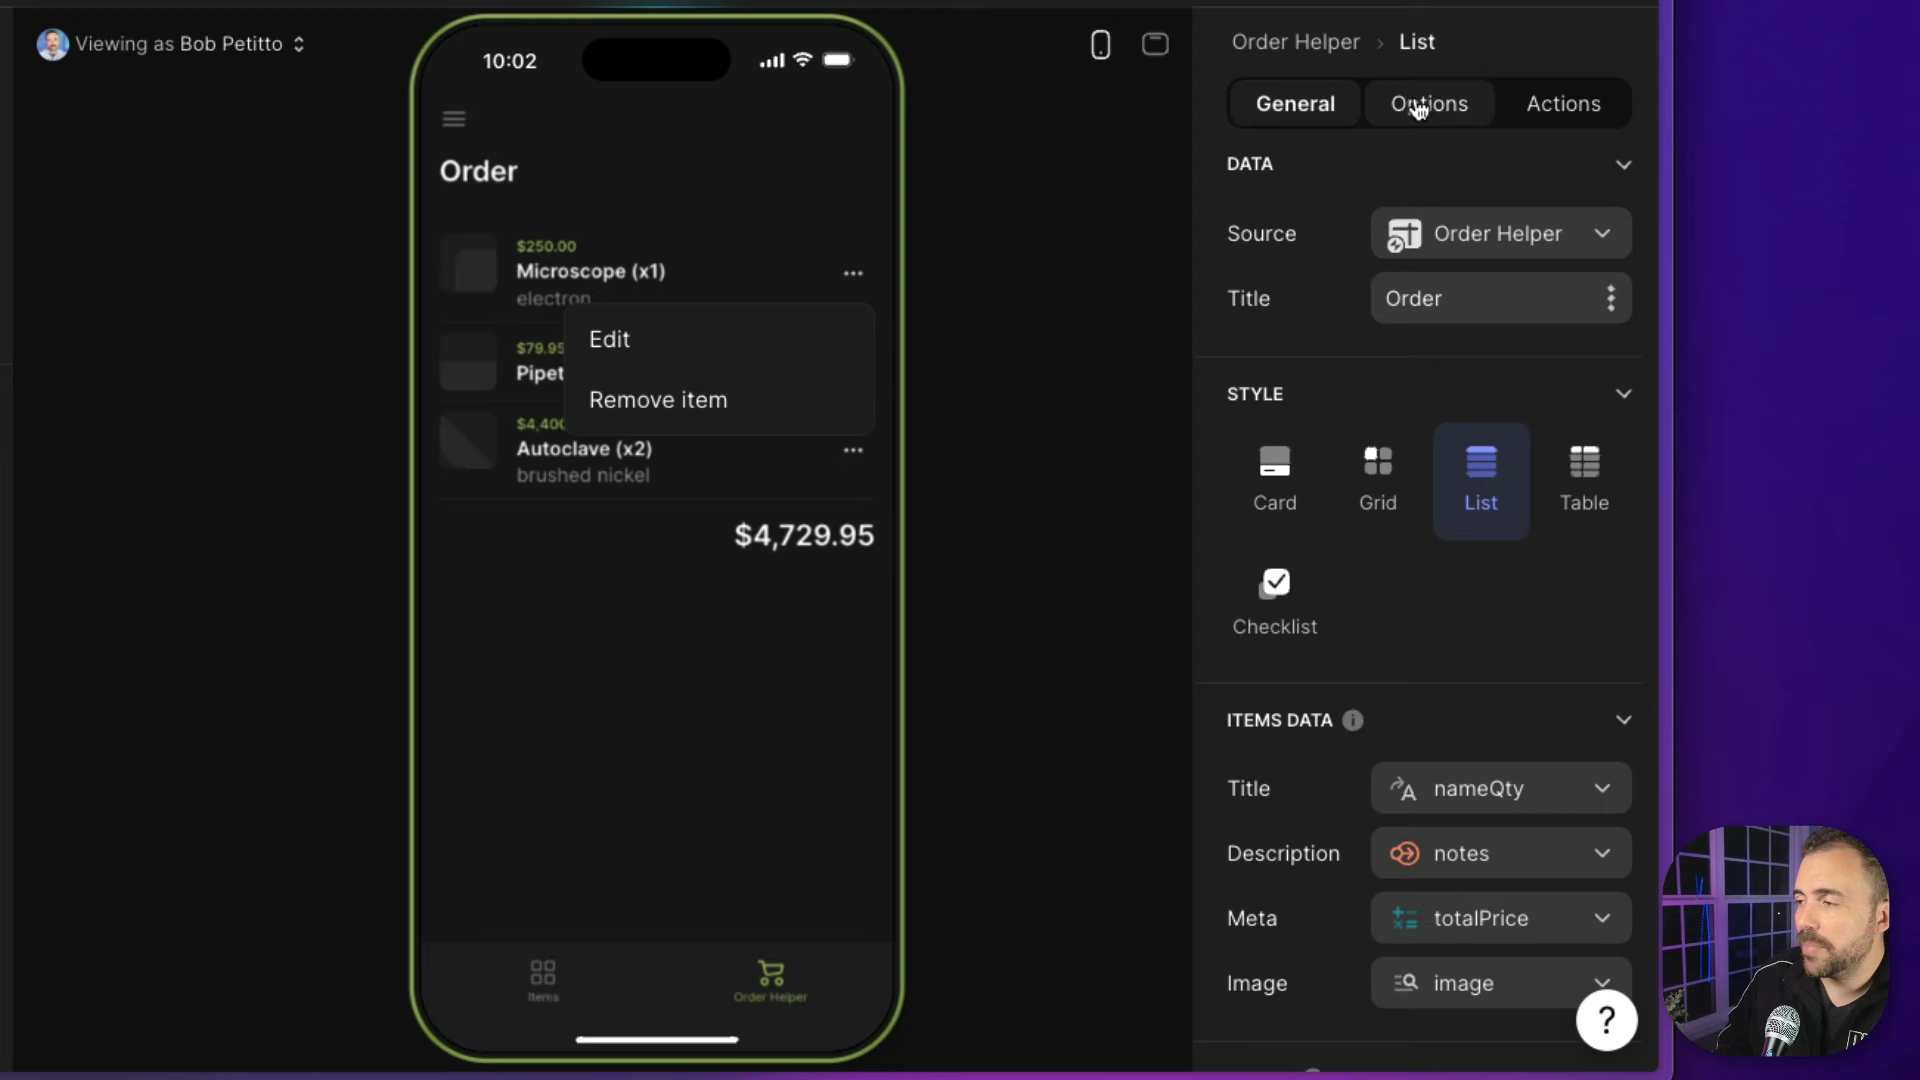 Viewing as Bob Petitto
10:02
Order
$250.00
Microscope (x1)
electron
Edit
$79.95
Pipet
Remove item
$4,400
Autoclave (x2)
brushed nickel
$4,729.95
Items
Order Helper
Order Helper › List
General
Options
Actions
DATA
Source
Order Helper
Title
Order
STYLE
Card
Grid
List
Table
Checklist
ITEMS DATA
Title
nameQty
Description
notes
Meta
totalPrice
Image
image
?